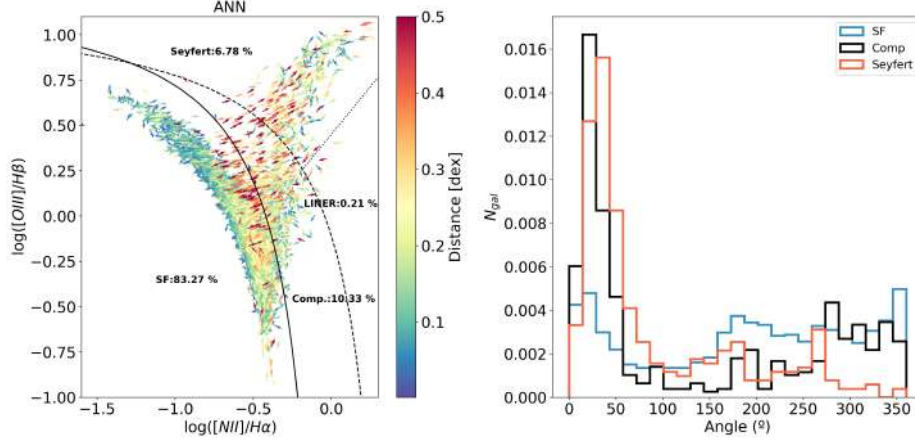 ANN
Seyfert:6.78 %
LINER:0.21 %
SF:83.27 %
Comp.:10.33 %
1.00
0.75
0.50
0.25
0.00
−0.25
−0.50
−0.75
−1.00
log([OIII]/Hβ)
−1.5
−1.0
−0.5
0.0
log([NII]/Hα)
0.5
0.4
0.3
0.2
0.1
Distance [dex]
SF
Comp
Seyfert
0.016
0.014
0.012
0.010
0.008
0.006
0.004
0.002
0.000
N_gal
0
50
100
150
200
250
300
350
Angle (º)